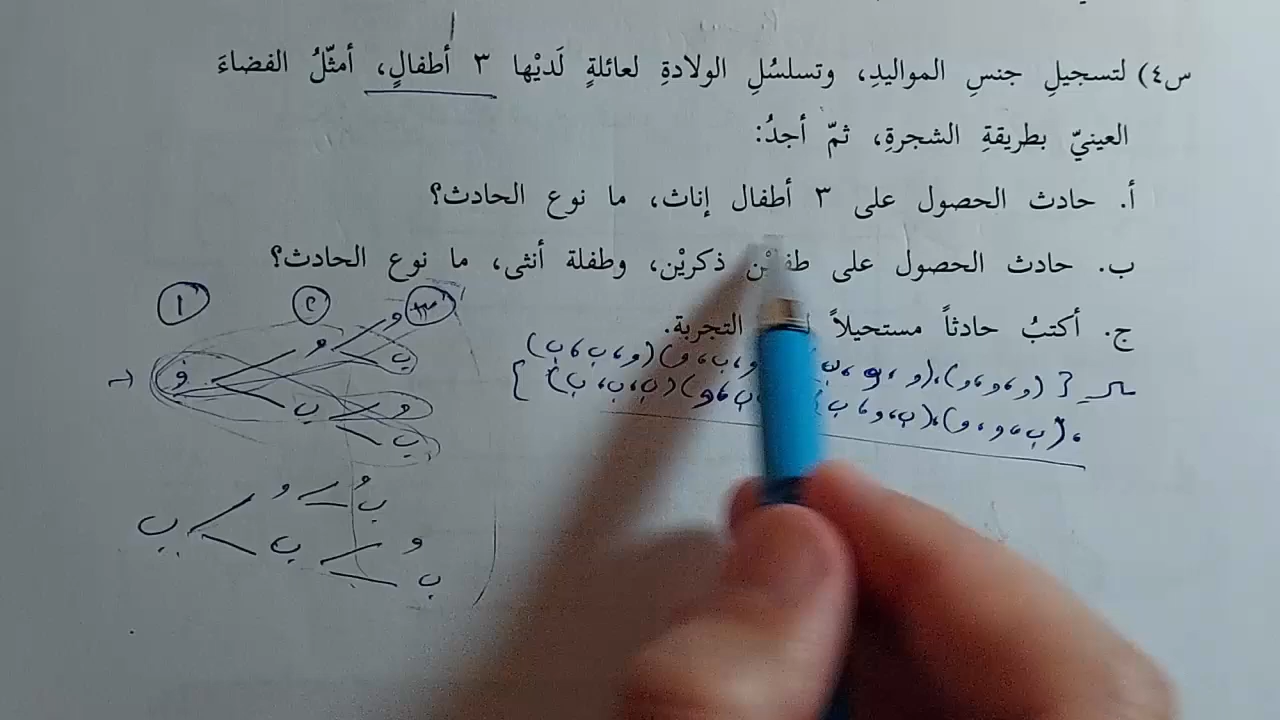 س٤) لتسجيلِ جنسِ المواليدِ، وتسلسُلِ الولادةِ لعائلةٍ لَديْها ٣ أطفالٍ، أمثّلُ الفضاءَ
العينيّ بطريقةِ الشجرةِ، ثمّ أجدُ:
أ. حادث الحصول على ٣ أطفال إناث، ما نوع الحادث؟
ب. حادث الحصول على طفليْن ذكريْن، وطفلة أنثى، ما نوع الحادث؟
١ ٢ ٣
ج. أكتبُ حادثاً مستحيلاً التجربة.
{ (و، و، و)، (و، و، ب (و، ب، و) (و، ب، ب)
، (ب، و، و)، (ب، و، ب ب، و) (ب، ب، ب) }
و و و
ب
ب و
ب
ب و و
ب
ب و
ب